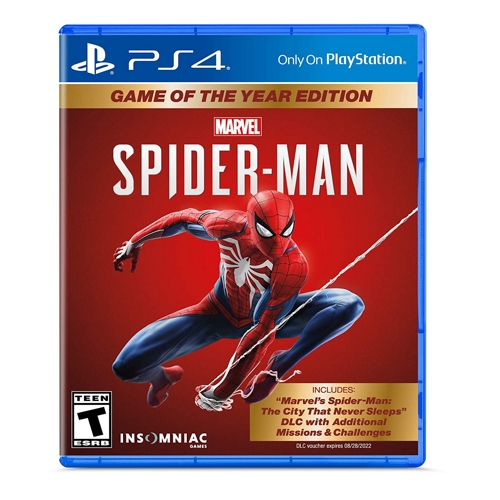 PS4
Only On PlayStation®
GAME OF THE YEAR EDITION
MARVEL
SPIDER-MAN
INCLUDES:
"Marvel's Spider-Man:
The City That Never Sleeps"
DLC with Additional
Missions & Challenges
DLC voucher expires 08/28/2022
TEEN
T
ESRB
INSOMNIAC
GAMES